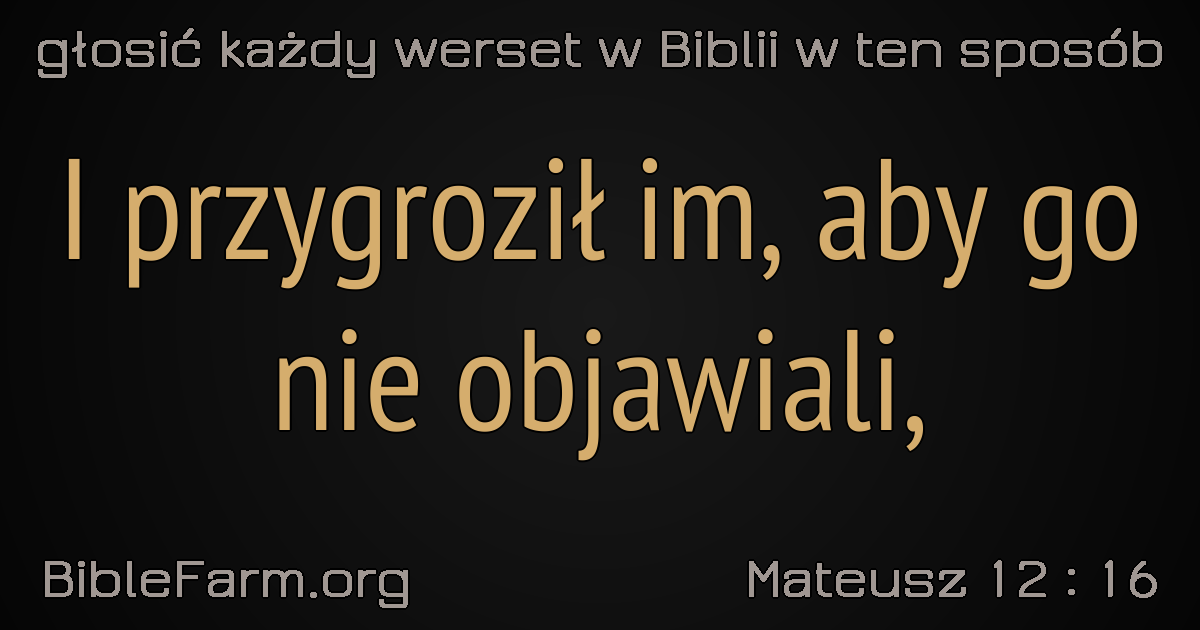 głosić każdy werset w Biblii w ten sposób
I przygroził im, aby go
nie objawiali,
BibleFarm.org
Mateusz 12 : 16